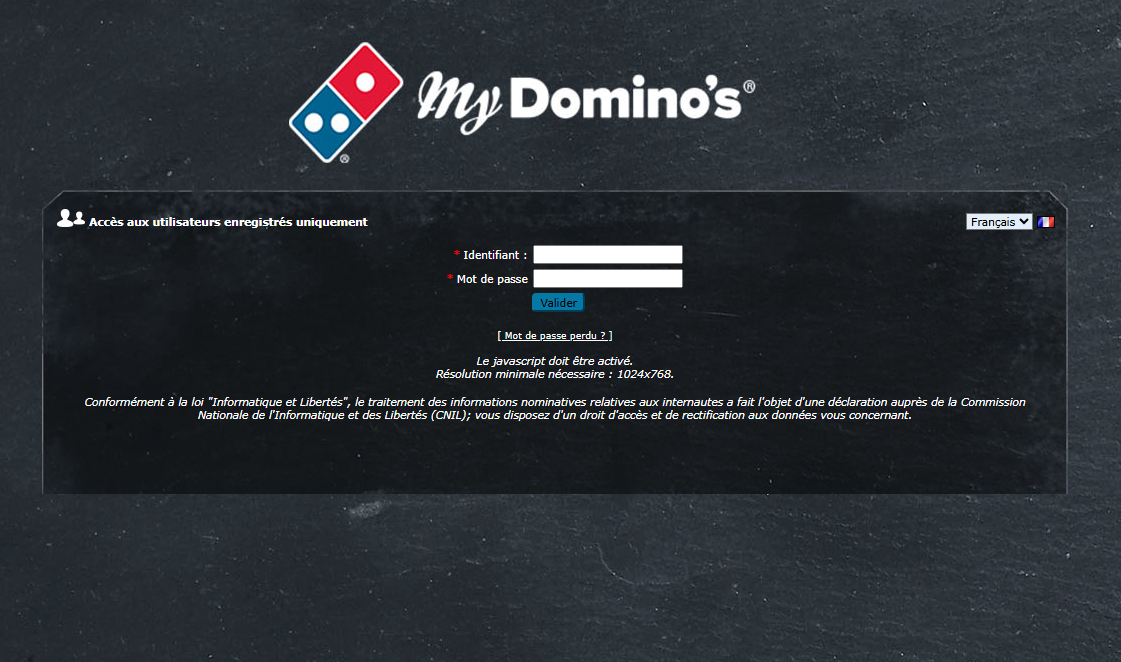 My Domino's®
®
Accès aux utilisateurs enregistrés uniquement
Français
* Identifiant :
* Mot de passe
Valider
[ Mot de passe perdu ? ]
Le javascript doit être activé.
Résolution minimale nécessaire : 1024x768.
Conformément à la loi "Informatique et Libertés", le traitement des informations nominatives relatives aux internautes a fait l'objet d'une déclaration auprès de la Commission
Nationale de l'Informatique et des Libertés (CNIL); vous disposez d'un droit d'accès et de rectification aux données vous concernant.